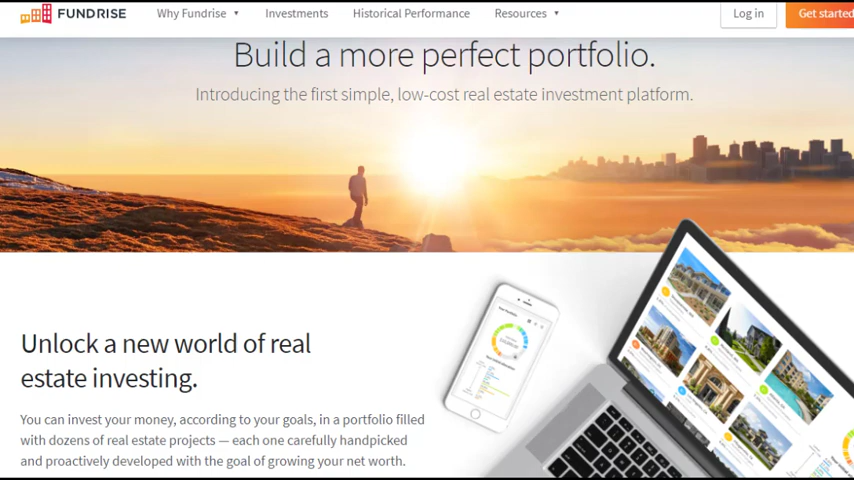 FUNDRISE
Why Fundrise
Investments
Historical Performance
Resources
Log in
Get started
Build a more perfect portfolio.
Introducing the first simple, low-cost real estate investment platform.
Unlock a new world of real
estate investing.
You can invest your money, according to your goals, in a portfolio filled
with dozens of real estate projects — each one carefully handpicked
and proactively developed with the goal of growing your net worth.